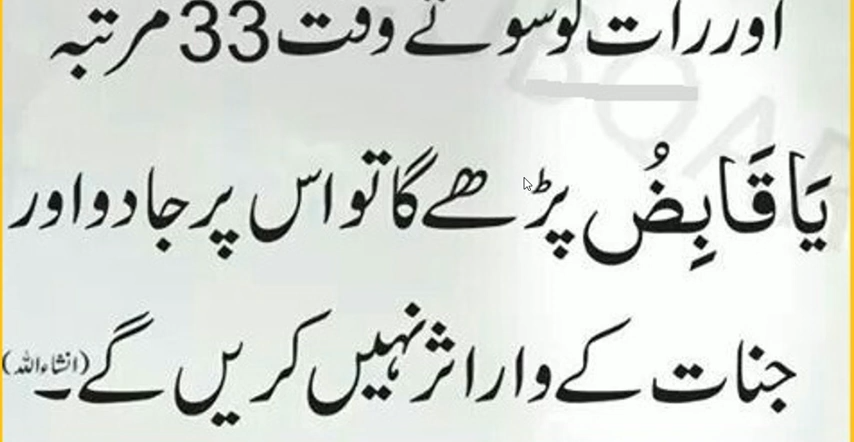 اور رات کو سوتے وقت 33 مرتبہ
یَا قَابِضُ پڑھے گا تو اس پر جادو اور
جنات کے وار اثر نہیں کریں گے۔ (انشاءاللہ)